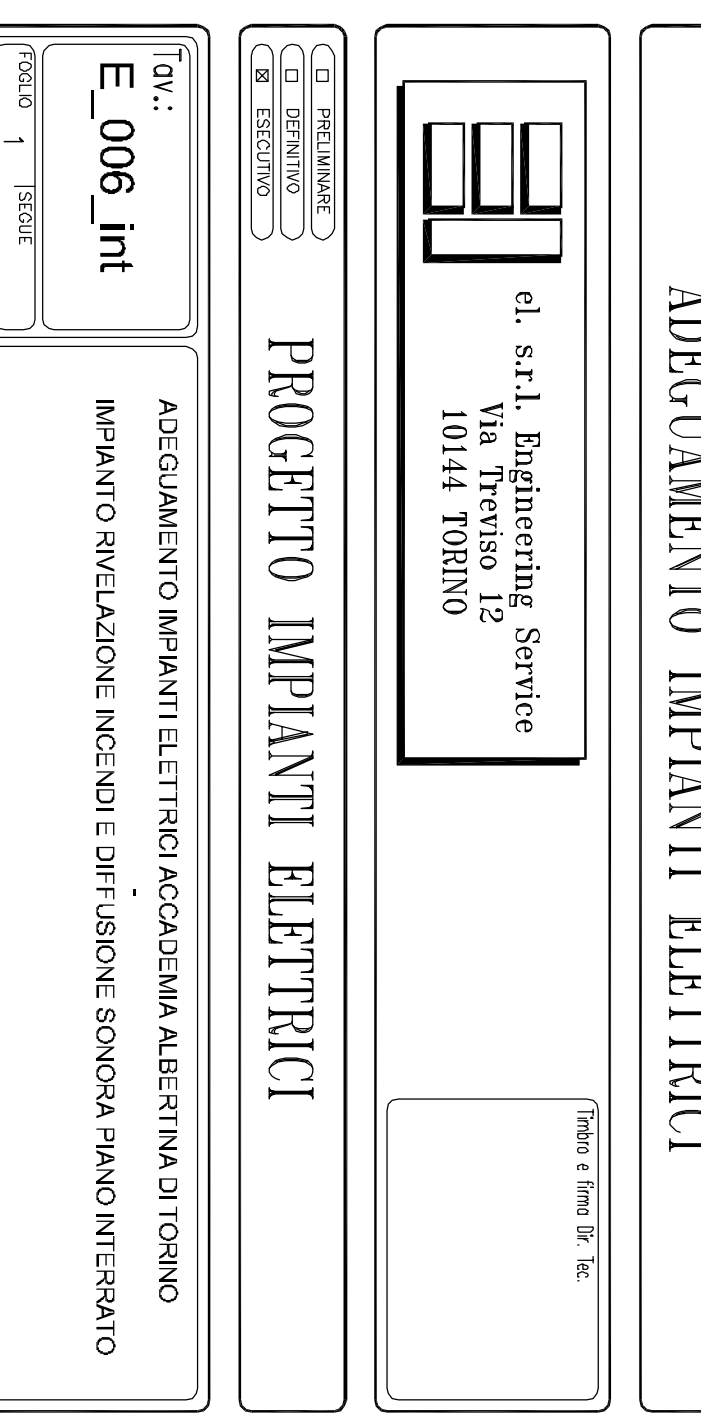 ADEGUAMENTO IMPIANTI ELETTRICI
el. s.r.l. Engineering Service
Via Treviso 12
10144 TORINO
Timbro e firma Dir. Tec.
PRELIMINARE
DEFINITIVO
ESECUTIVO
PROGETTO IMPIANTI ELETTRICI
Tav.:
E_006_int
FOGLIO 1 SEGUE
ADEGUAMENTO IMPIANTI ELETTRICI ACCADEMIA ALBERTINA DI TORINO
-
IMPIANTO RIVELAZIONE INCENDI E DIFFUSIONE SONORA PIANO INTERRATO